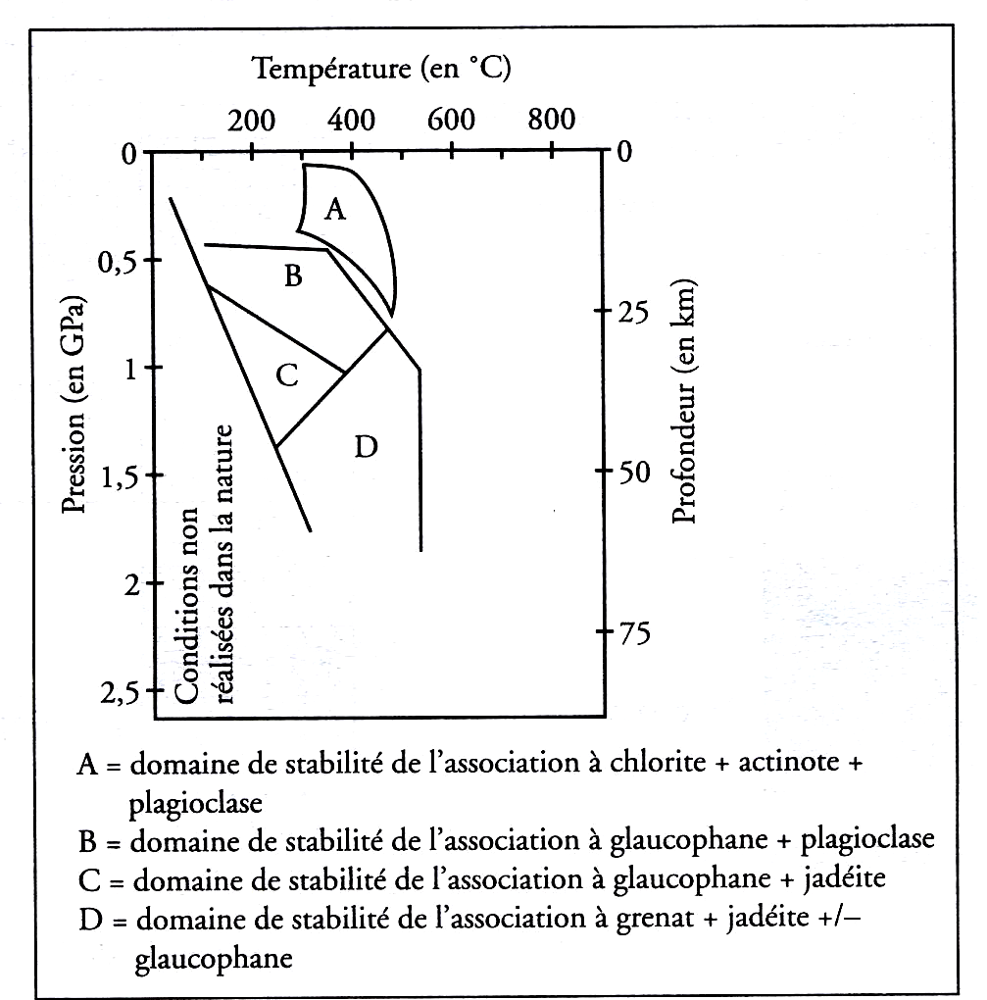 Température (en °C)
200 400 600 800
0
0,5
1
1,5
2
2,5
Pression (en GPa)
0
25
50
75
Profondeur (en km)
A
B
C
D
Conditions non
réalisées dans la nature
A = domaine de stabilité de l'association à chlorite + actinote +
plagioclase
B = domaine de stabilité de l'association à glaucophane + plagioclase
C = domaine de stabilité de l'association à glaucophane + jadéite
D = domaine de stabilité de l'association à grenat + jadéite +/–
glaucophane